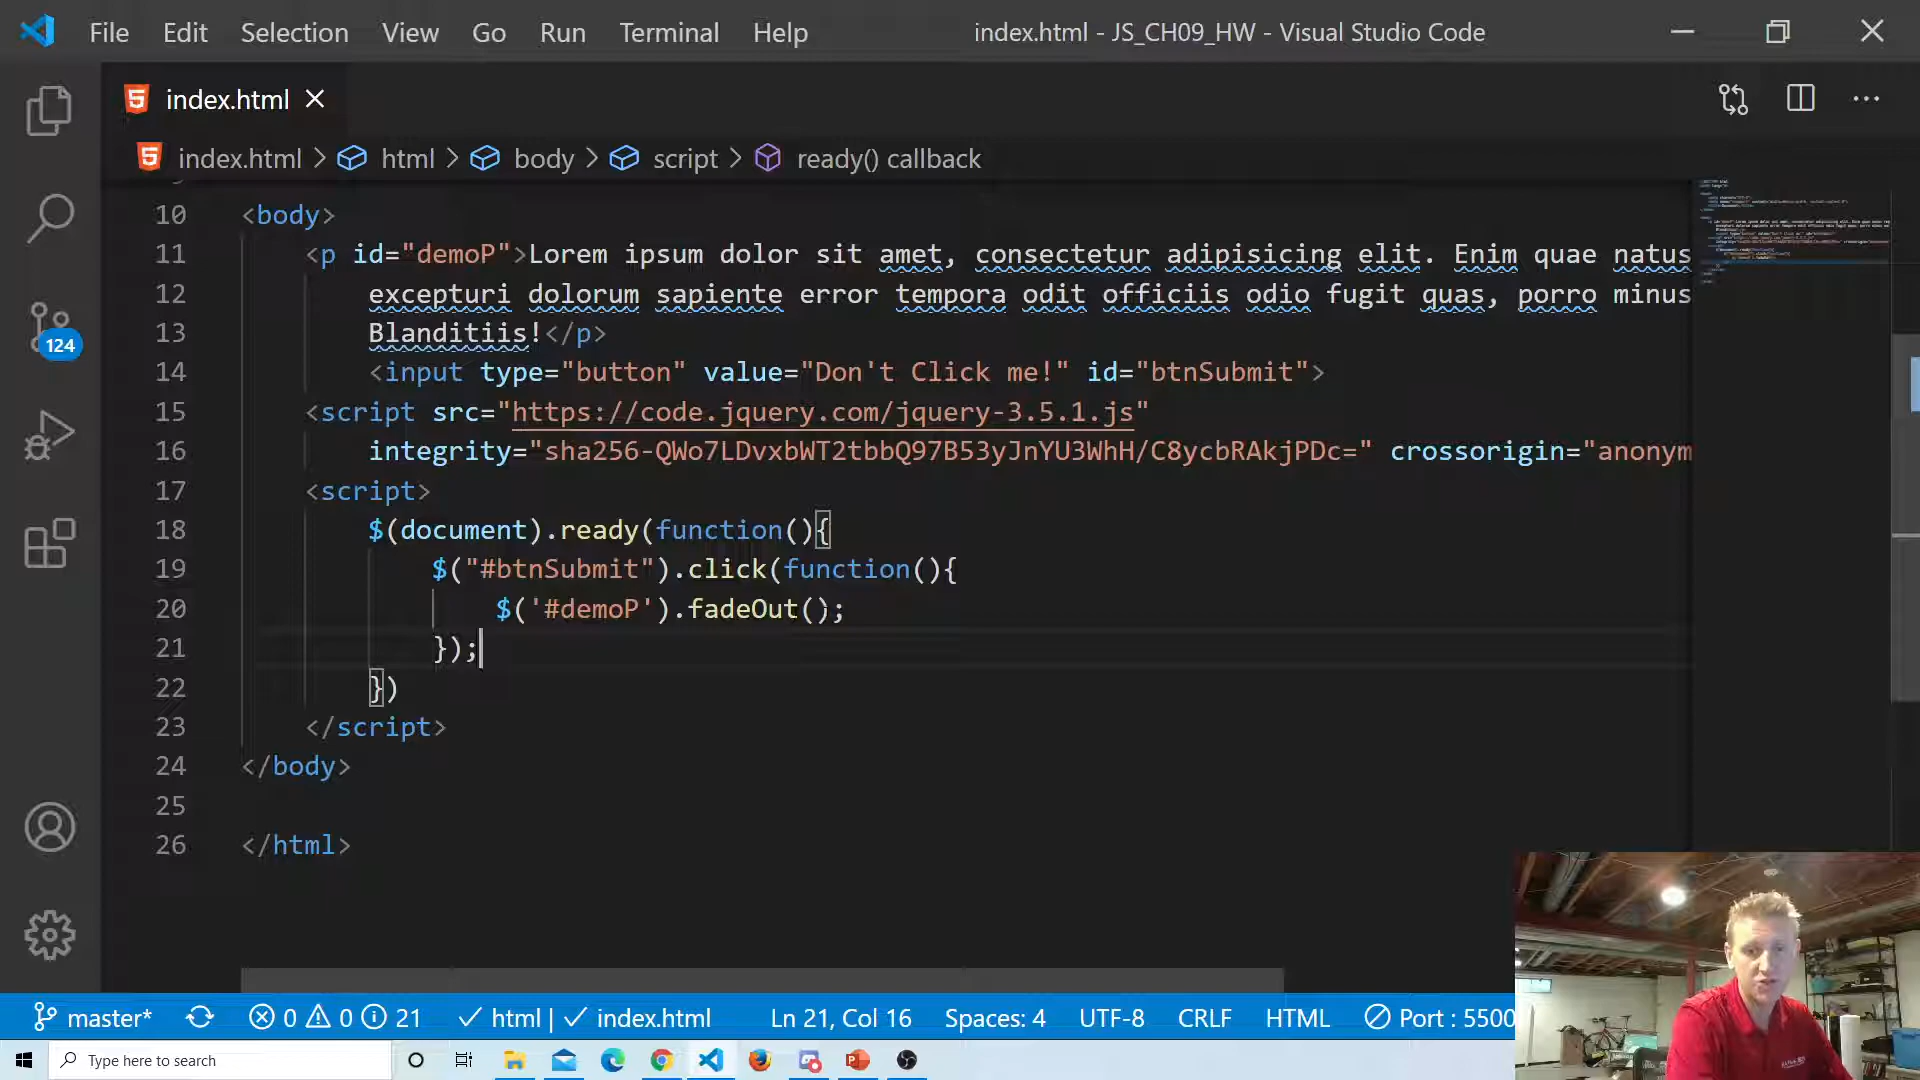 File Edit Selection View Go Run Terminal Help index.html - JS_CH09_HW - Visual Studio Code
index.html
index.html > html > body > script > ready() callback
10 <body>
11 <p id="demoP">Lorem ipsum dolor sit amet, consectetur adipisicing elit. Enim quae natus
12 excepturi dolorum sapiente error tempora odit officiis odio fugit quas, porro minus
13 Blanditiis!</p>
14 <input type="button" value="Don't Click me!" id="btnSubmit">
15 <script src="https://code.jquery.com/jquery-3.5.1.js"
16 integrity="sha256-QWo7LDvxbWT2tbbQ97B53yJnYU3WhH/C8ycbRAkjPDc=" crossorigin="anonym
17 <script>
18 $(document).ready(function(){
19 $("#btnSubmit").click(function(){
20 $('#demoP').fadeOut();
21 });
22 })
23 </script>
24 </body>
25
26 </html>
124
master* 0 0 21 html | index.html Ln 21, Col 16 Spaces: 4 UTF-8 CRLF HTML Port : 5500
Type here to search